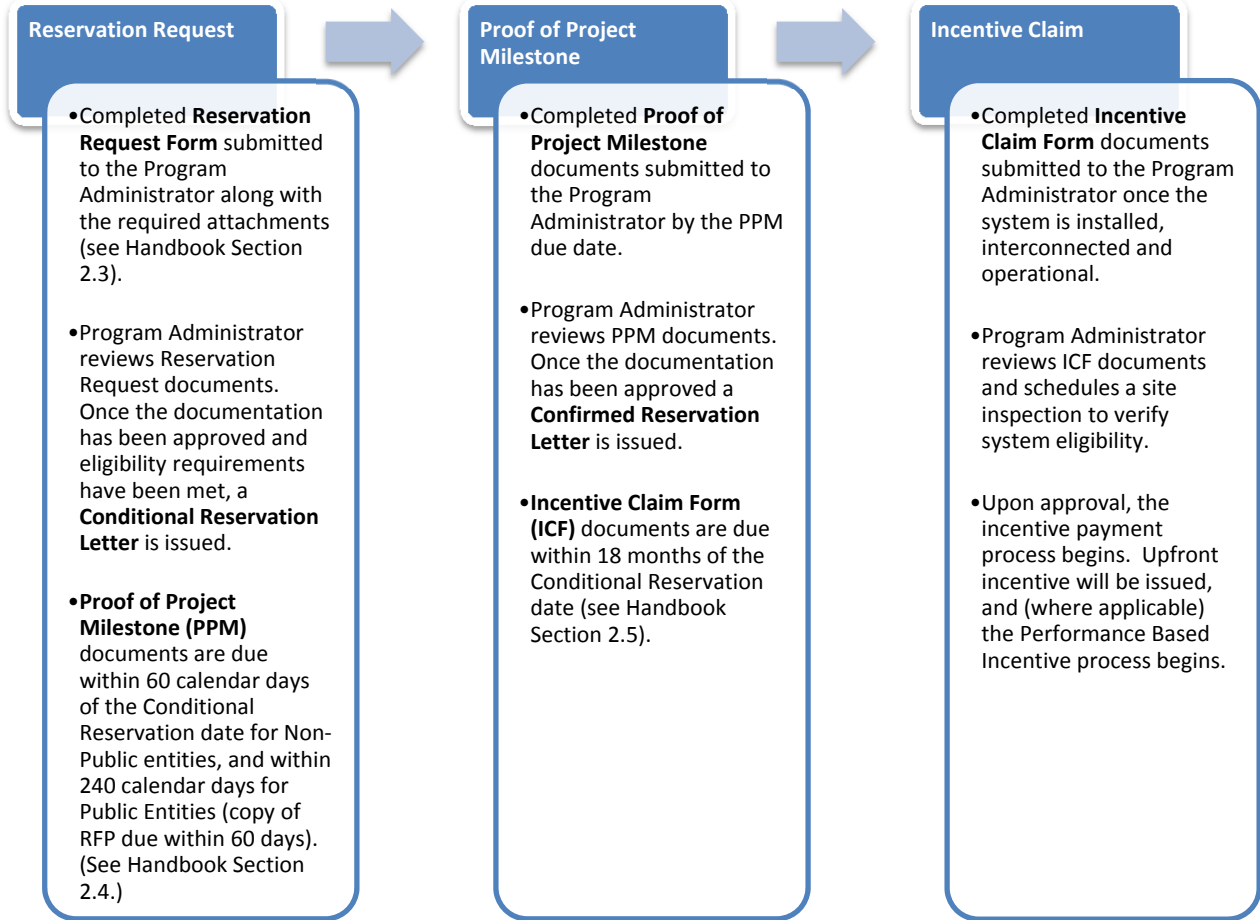 Reservation Request
•Completed Reservation
Request Form submitted
to the Program
Administrator along with
the required attachments
(see Handbook Section
2.3).
•Program Administrator
reviews Reservation
Request documents.
Once the documentation
has been approved and
eligibility requirements
have been met, a
Conditional Reservation
Letter is issued.
•Proof of Project
Milestone (PPM)
documents are due
within 60 calendar days
of the Conditional
Reservation date for Non-
Public entities, and within
240 calendar days for
Public Entities (copy of
RFP due within 60 days).
(See Handbook Section
2.4.)
Proof of Project
Milestone
•Completed Proof of
Project Milestone
documents submitted to
the Program
Administrator by the PPM
due date.
•Program Administrator
reviews PPM documents.
Once the documentation
has been approved a
Confirmed Reservation
Letter is issued.
•Incentive Claim Form
(ICF) documents are due
within 18 months of the
Conditional Reservation
date (see Handbook
Section 2.5).
Incentive Claim
•Completed Incentive
Claim Form documents
submitted to the Program
Administrator once the
system is installed,
interconnected and
operational.
•Program Administrator
reviews ICF documents
and schedules a site
inspection to verify
system eligibility.
•Upon approval, the
incentive payment
process begins.  Upfront
incentive will be issued,
and (where applicable)
the Performance Based
Incentive process begins.